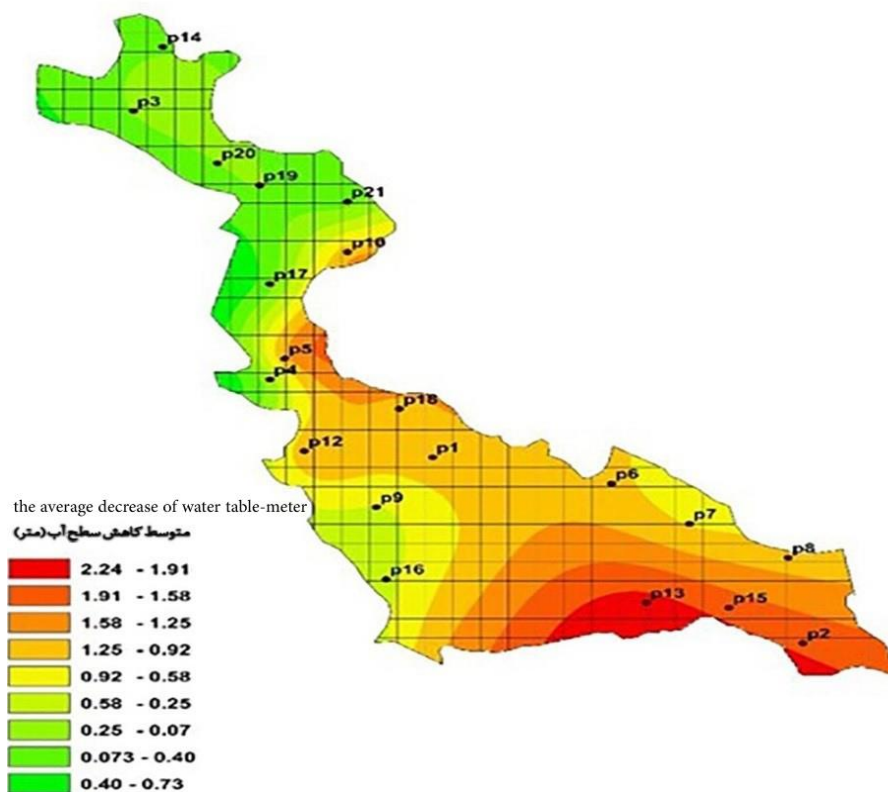 p14
p3
p20
p19
p21
p10
p17
p5
p4
p18
p12
p1
p6
p9
p7
p8
p16
p13
p15
p2
the average decrease of water table-meter
متوسط کاهش سطح آب (متر)
2.24 - 1.91
1.91 - 1.58
1.58 - 1.25
1.25 - 0.92
0.92 - 0.58
0.58 - 0.25
0.25 - 0.07
0.073 - 0.40
0.40 - 0.73